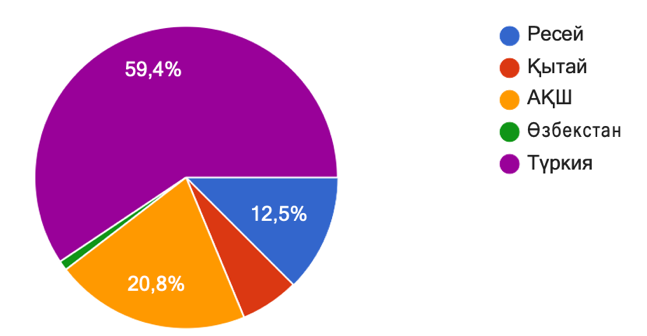 59,4%
12,5%
20,8%
Ресей
Қытай
АҚШ
Өзбекстан
Түркия